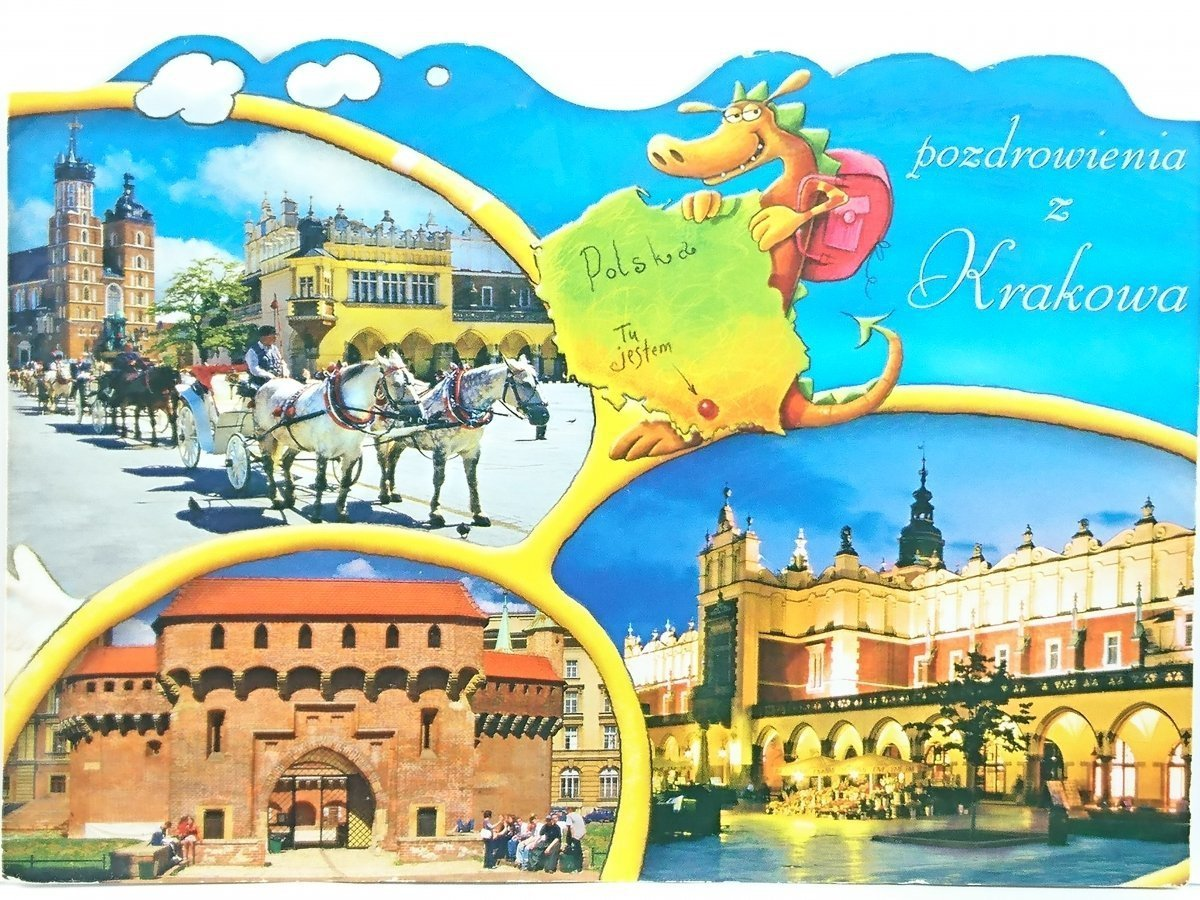 pozdrowienia
z
Krakowa
Polska
Tu
jestem